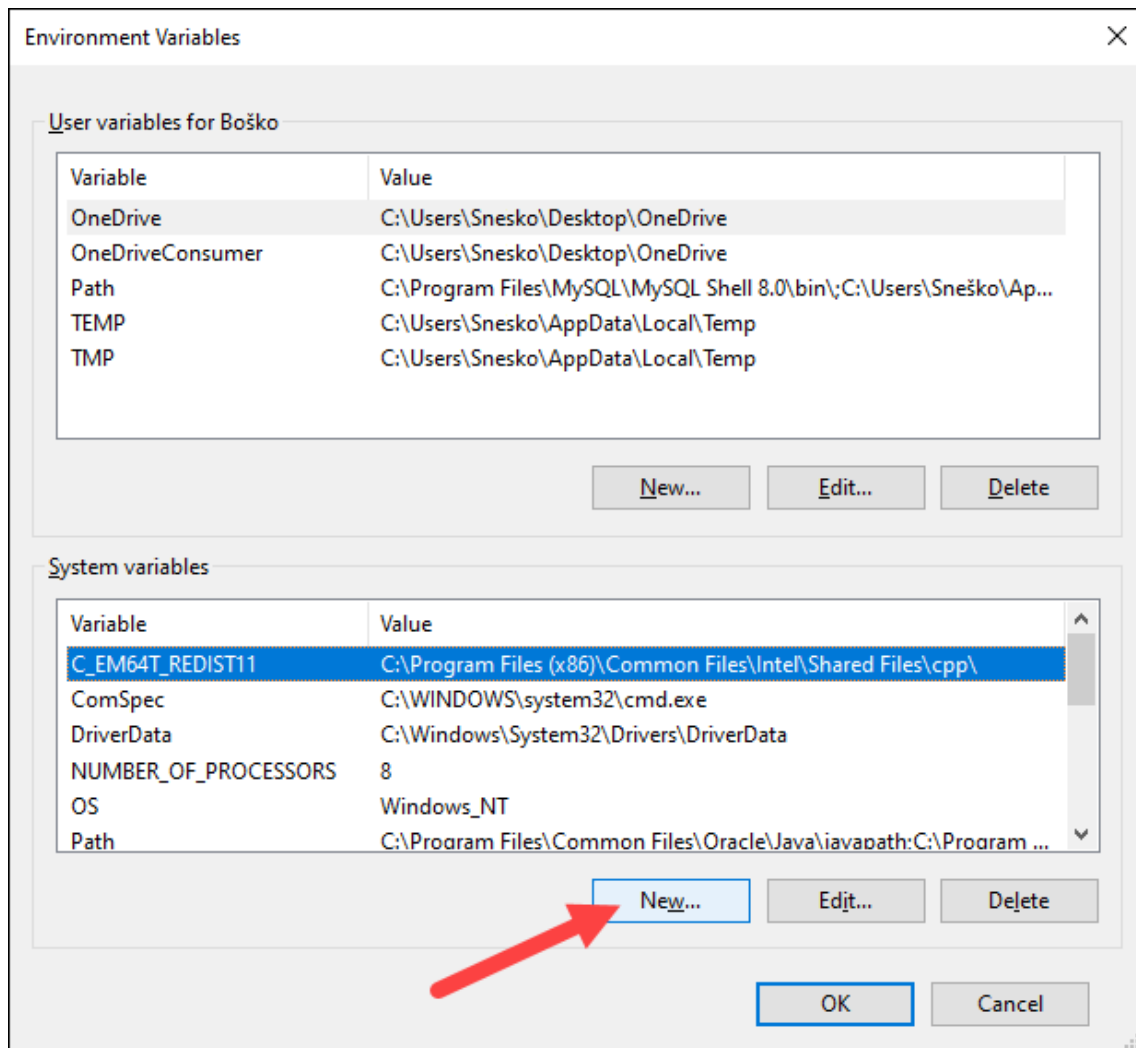 Environment Variables
User variables for Boško
Variable Value
OneDrive C:\Users\Snesko\Desktop\OneDrive
OneDriveConsumer C:\Users\Snesko\Desktop\OneDrive
Path C:\Program Files\MySQL\MySQL Shell 8.0\bin\;C:\Users\Sneško\Ap...
TEMP C:\Users\Snesko\AppData\Local\Temp
TMP C:\Users\Snesko\AppData\Local\Temp
New... Edit... Delete
System variables
Variable Value
C_EM64T_REDIST11 C:\Program Files (x86)\Common Files\Intel\Shared Files\cpp\
ComSpec C:\WINDOWS\system32\cmd.exe
DriverData C:\Windows\System32\Drivers\DriverData
NUMBER_OF_PROCESSORS 8
OS Windows_NT
Path C:\Program Files\Common Files\Oracle\Java\javapath;C:\Program ...
New... Edit... Delete
OK Cancel